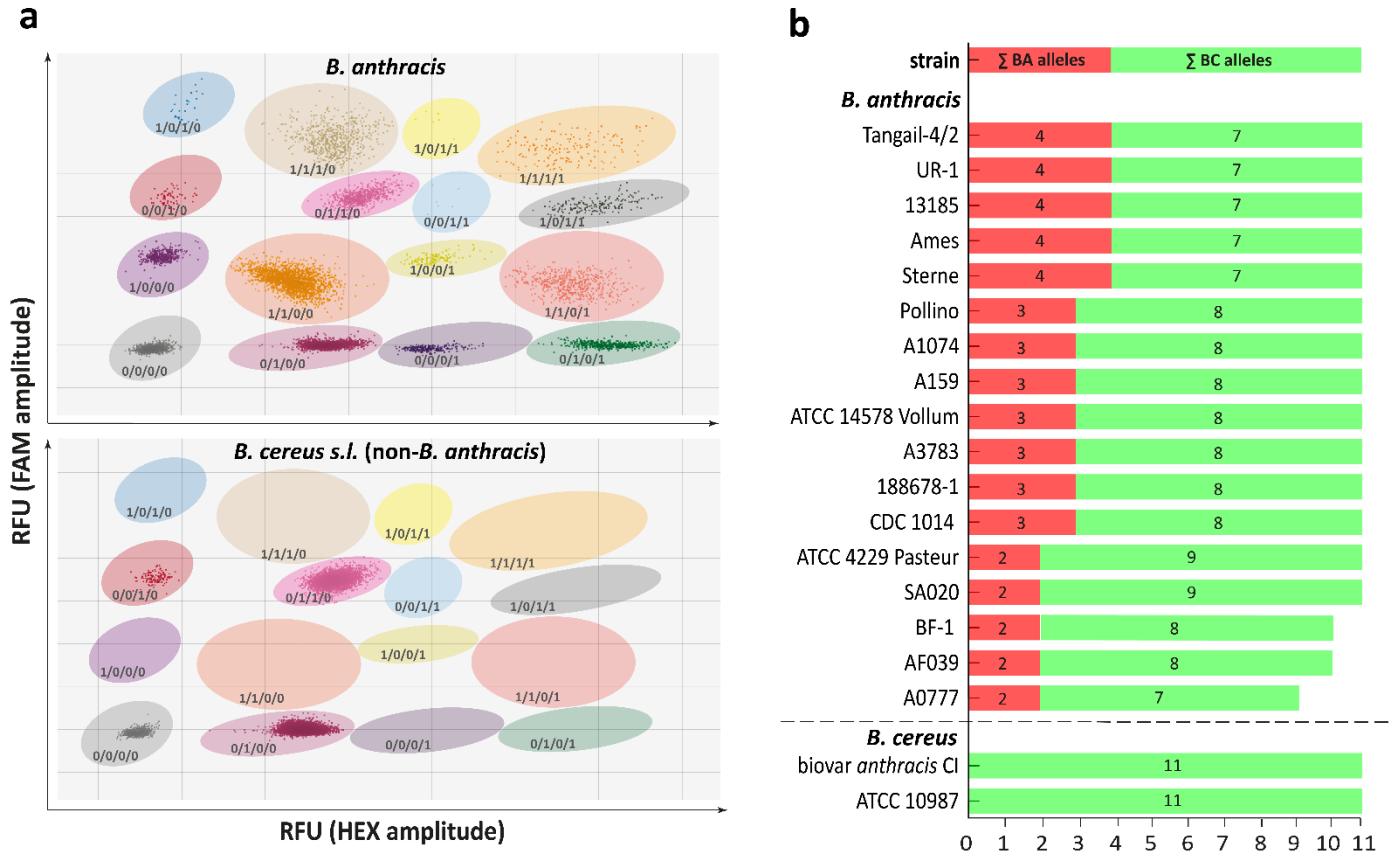 a
B. anthracis
1/0/1/0
1/1/1/0
1/0/1/1
1/1/1/1
0/0/1/0
0/1/1/0
0/0/1/1
1/0/1/1
1/0/0/0
1/1/0/0
1/0/0/1
1/1/0/1
0/0/0/0
0/1/0/0
0/0/0/1
0/1/0/1
B. cereus s.l. (non-B. anthracis)
1/0/1/0
1/1/1/0
1/0/1/1
1/1/1/1
0/0/1/0
0/1/1/0
0/0/1/1
1/0/1/1
1/0/0/0
1/1/0/0
1/0/0/1
1/1/0/1
0/0/0/0
0/1/0/0
0/0/0/1
0/1/0/1
RFU (FAM amplitude)
RFU (HEX amplitude)
b
strain ∑ BA alleles ∑ BC alleles
B. anthracis
Tangail-4/2 4 7
UR-1 4 7
13185 4 7
Ames 4 7
Sterne 4 7
Pollino 3 8
A1074 3 8
A159 3 8
ATCC 14578 Vollum 3 8
A3783 3 8
188678-1 3 8
CDC 1014 3 8
ATCC 4229 Pasteur 2 9
SA020 2 9
BF-1 2 8
AF039 2 8
A0777 2 7
B. cereus
biovar anthracis CI 11
ATCC 10987 11
0 1 2 3 4 5 6 7 8 9 10 11